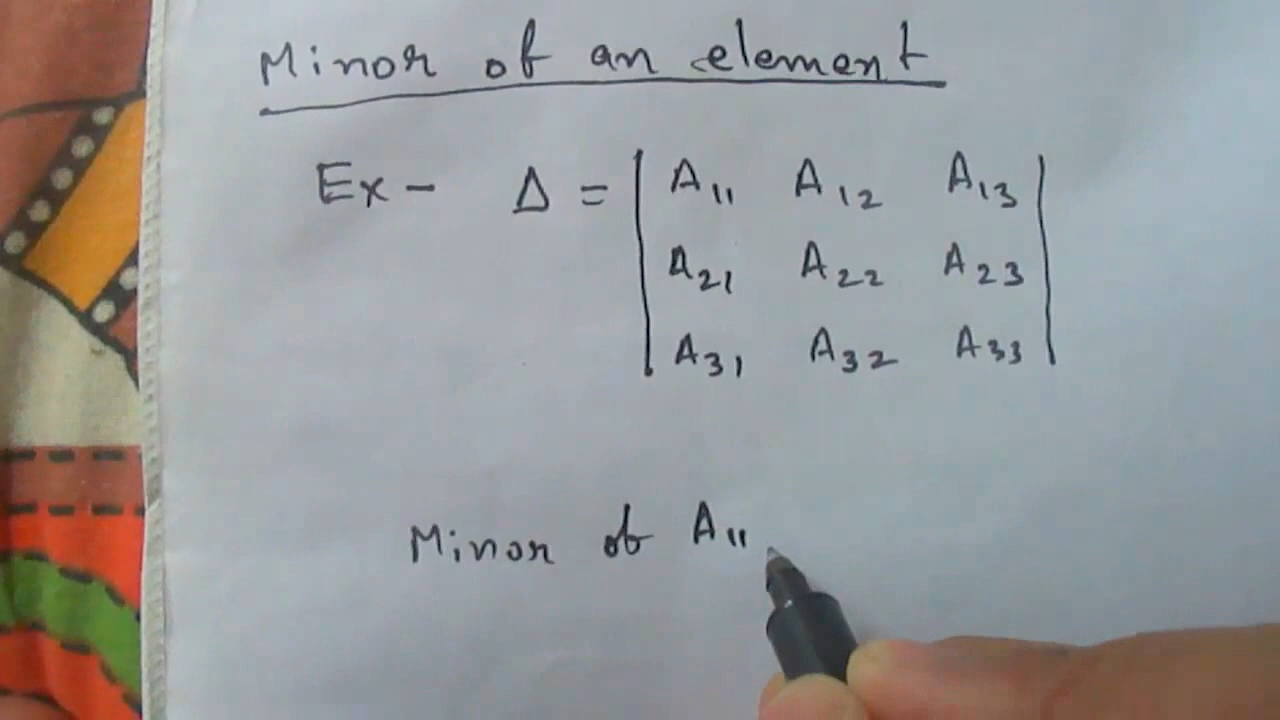 Minor of an element
Ex - Δ = | A11 A12 A13 |
A21 A22 A23
A31 A32 A33
Minor of A11